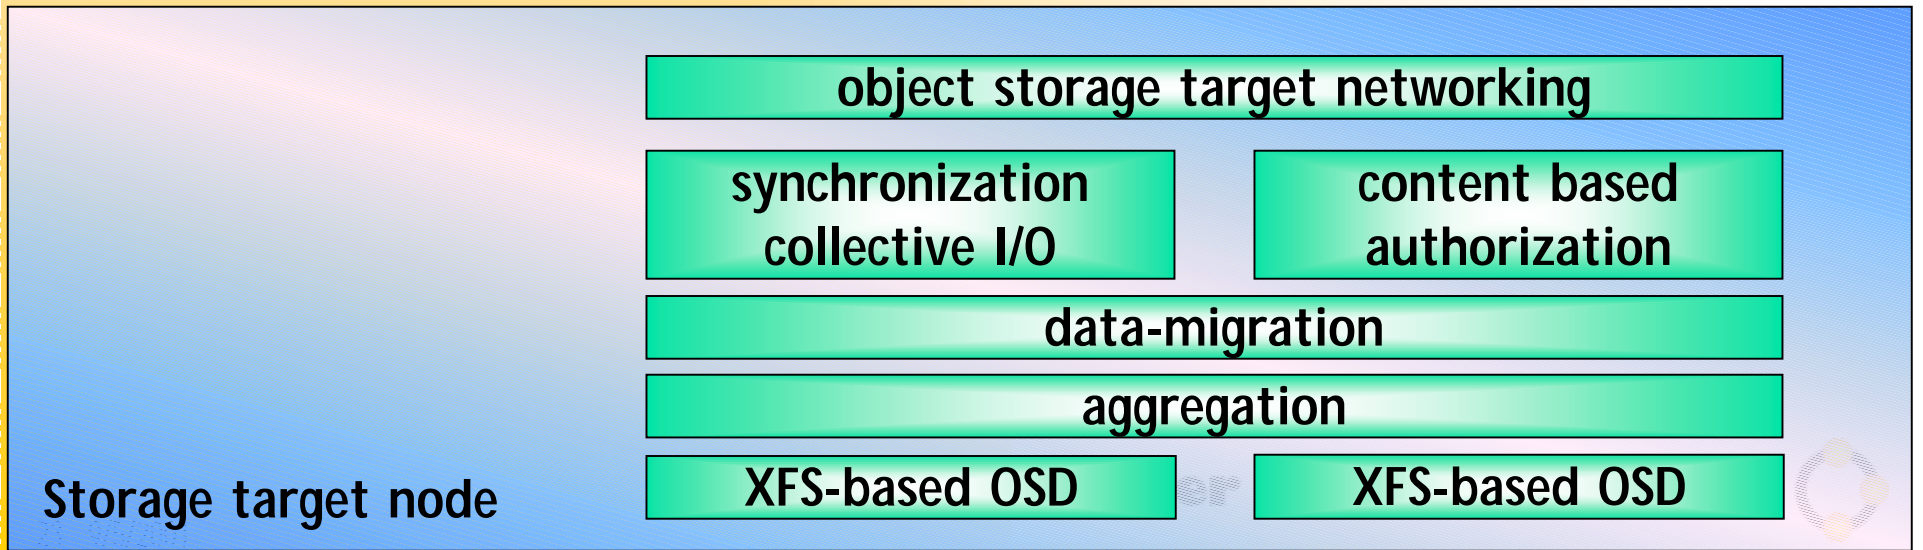 object storage target networking
synchronization
collective I/O
content based
authorization
data-migration
aggregation
XFS-based OSD
XFS-based OSD
Storage target node